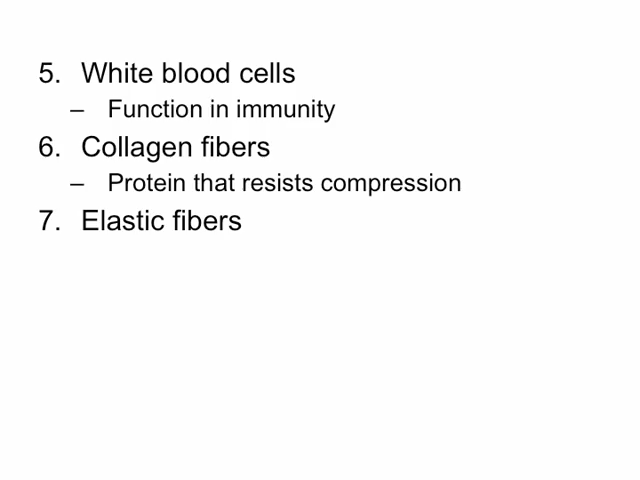 5. White blood cells
– Function in immunity
6. Collagen fibers
– Protein that resists compression
7. Elastic fibers